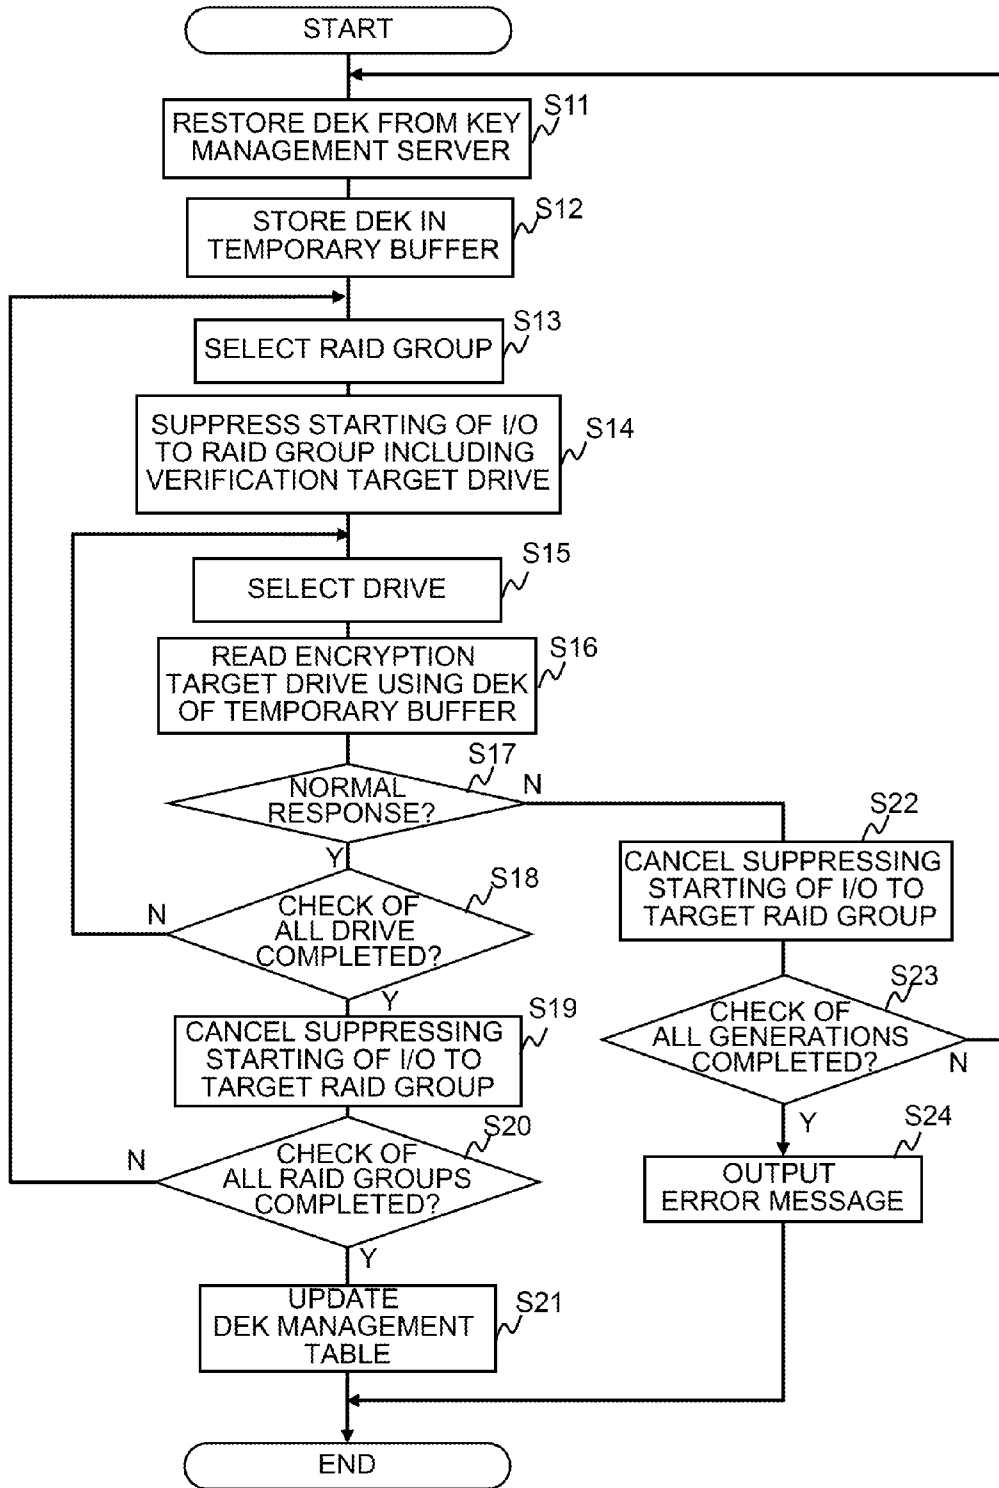 START
S11
RESTORE DEK FROM KEY
MANAGEMENT SERVER
S12
STORE DEK IN
TEMPORARY BUFFER
S13
SELECT RAID GROUP
S14
SUPPRESS STARTING OF I/O
TO RAID GROUP INCLUDING
VERIFICATION TARGET DRIVE
S15
SELECT DRIVE
S16
READ ENCRYPTION
TARGET DRIVE USING DEK
OF TEMPORARY BUFFER
S17
NORMAL
RESPONSE?
N
Y
S18
CHECK OF
ALL DRIVE
COMPLETED?
N
Y
S19
CANCEL SUPPRESSING
STARTING OF I/O TO
TARGET RAID GROUP
S20
CHECK OF
ALL RAID GROUPS
COMPLETED?
N
Y
S21
UPDATE
DEK MANAGEMENT
TABLE
S22
CANCEL SUPPRESSING
STARTING OF I/O TO
TARGET RAID GROUP
S23
CHECK OF
ALL GENERATIONS
COMPLETED?
N
Y
S24
OUTPUT
ERROR MESSAGE
END